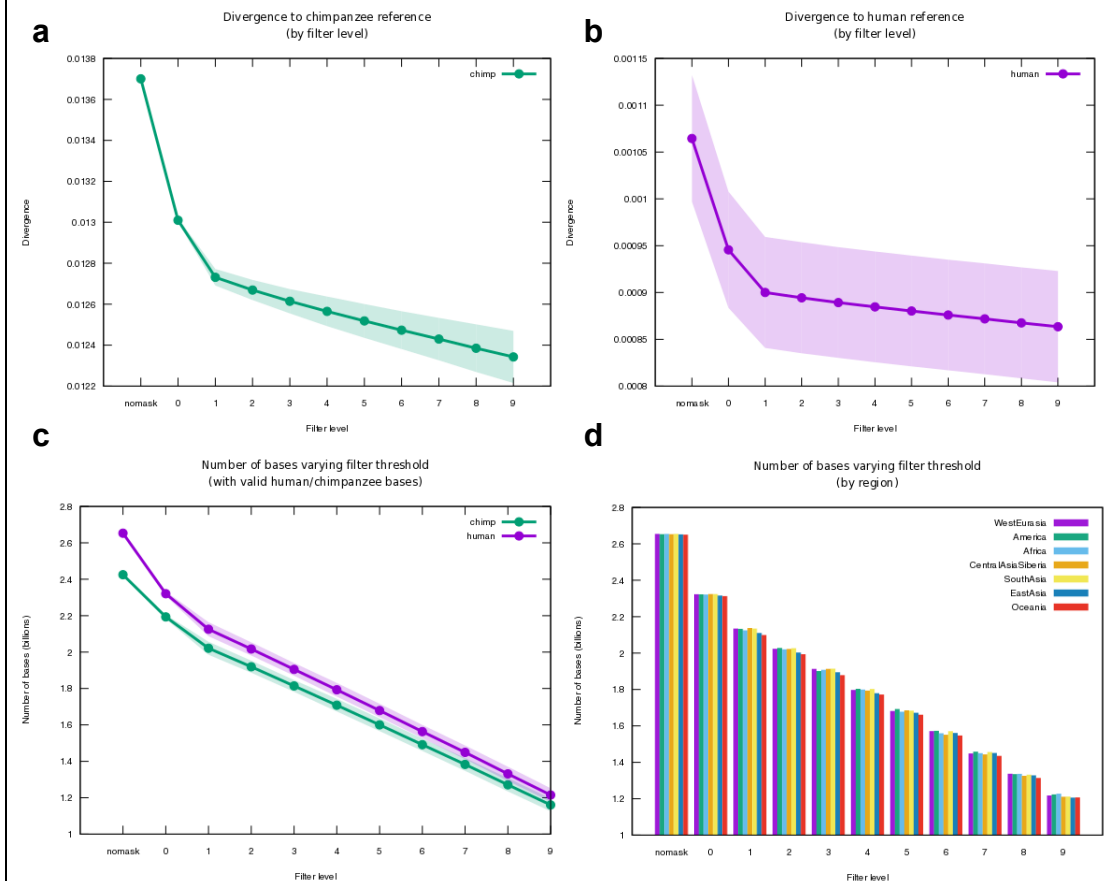 a
Divergence to chimpanzee reference
(by filter level)
chimp
0.0138
0.0136
0.0134
0.0132
0.013
0.0128
0.0126
0.0124
0.0122
Divergence
nomask 0 1 2 3 4 5 6 7 8 9
Filter level
b
Divergence to human reference
(by filter level)
human
0.00115
0.0011
0.00105
0.001
0.00095
0.0009
0.00085
0.0008
Divergence
nomask 0 1 2 3 4 5 6 7 8 9
Filter level
c
Number of bases varying filter threshold
(with valid human/chimpanzee bases)
chimp
human
2.8
2.6
2.4
2.2
2
1.8
1.6
1.4
1.2
1
Number of bases (billions)
nomask 0 1 2 3 4 5 6 7 8 9
Filter level
d
Number of bases varying filter threshold
(by region)
WestEurasia
America
Africa
CentralAsiaSiberia
SouthAsia
EastAsia
Oceania
2.8
2.6
2.4
2.2
2
1.8
1.6
1.4
1.2
1
Number of bases (billions)
nomask 0 1 2 3 4 5 6 7 8 9
Filter level